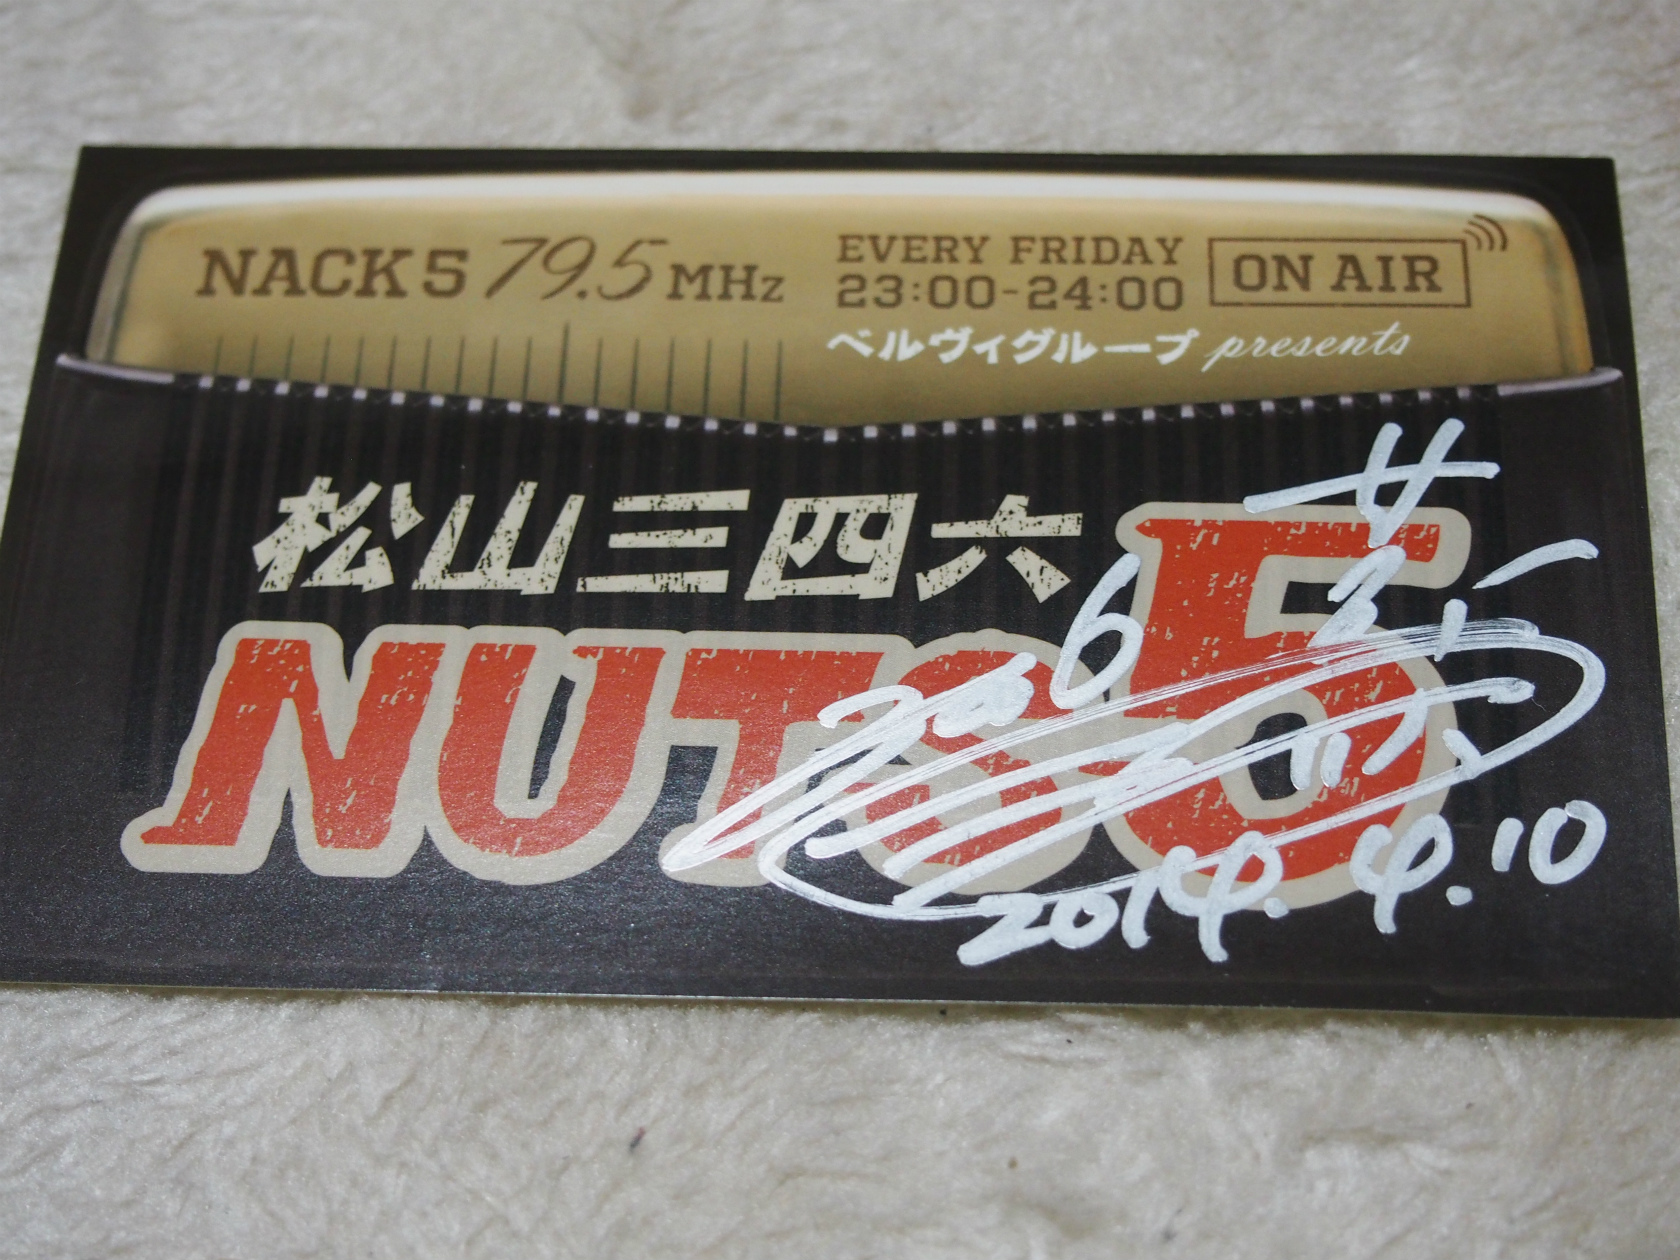 NACK5 79.5 MHz
EVERY FRIDAY
23:00-24:00
ON AIR
ベルヴィグループ presents
松山三四六
NUTS5
2014.4.10